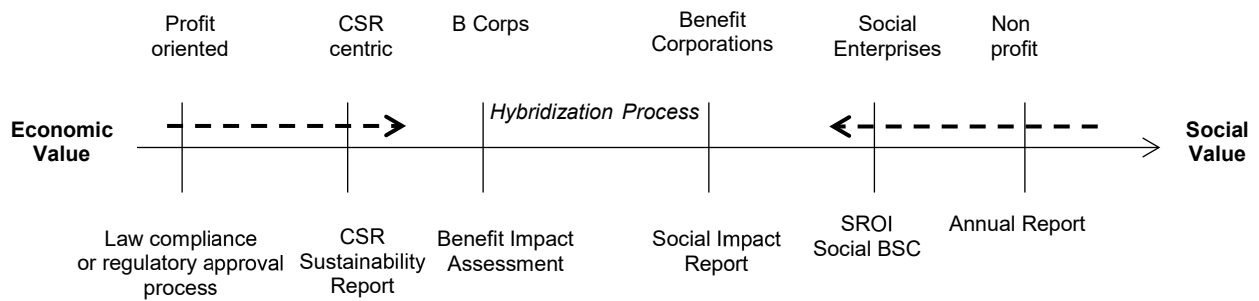 Profit
oriented
CSR
centric
B Corps
Benefit
Corporations
Social
Enterprises
Non
profit
Hybridization Process
Economic
Value
Social
Value
Law compliance
or regulatory approval
process
CSR
Sustainability
Report
Benefit Impact
Assessment
Social Impact
Report
SROI
Social BSC
Annual Report